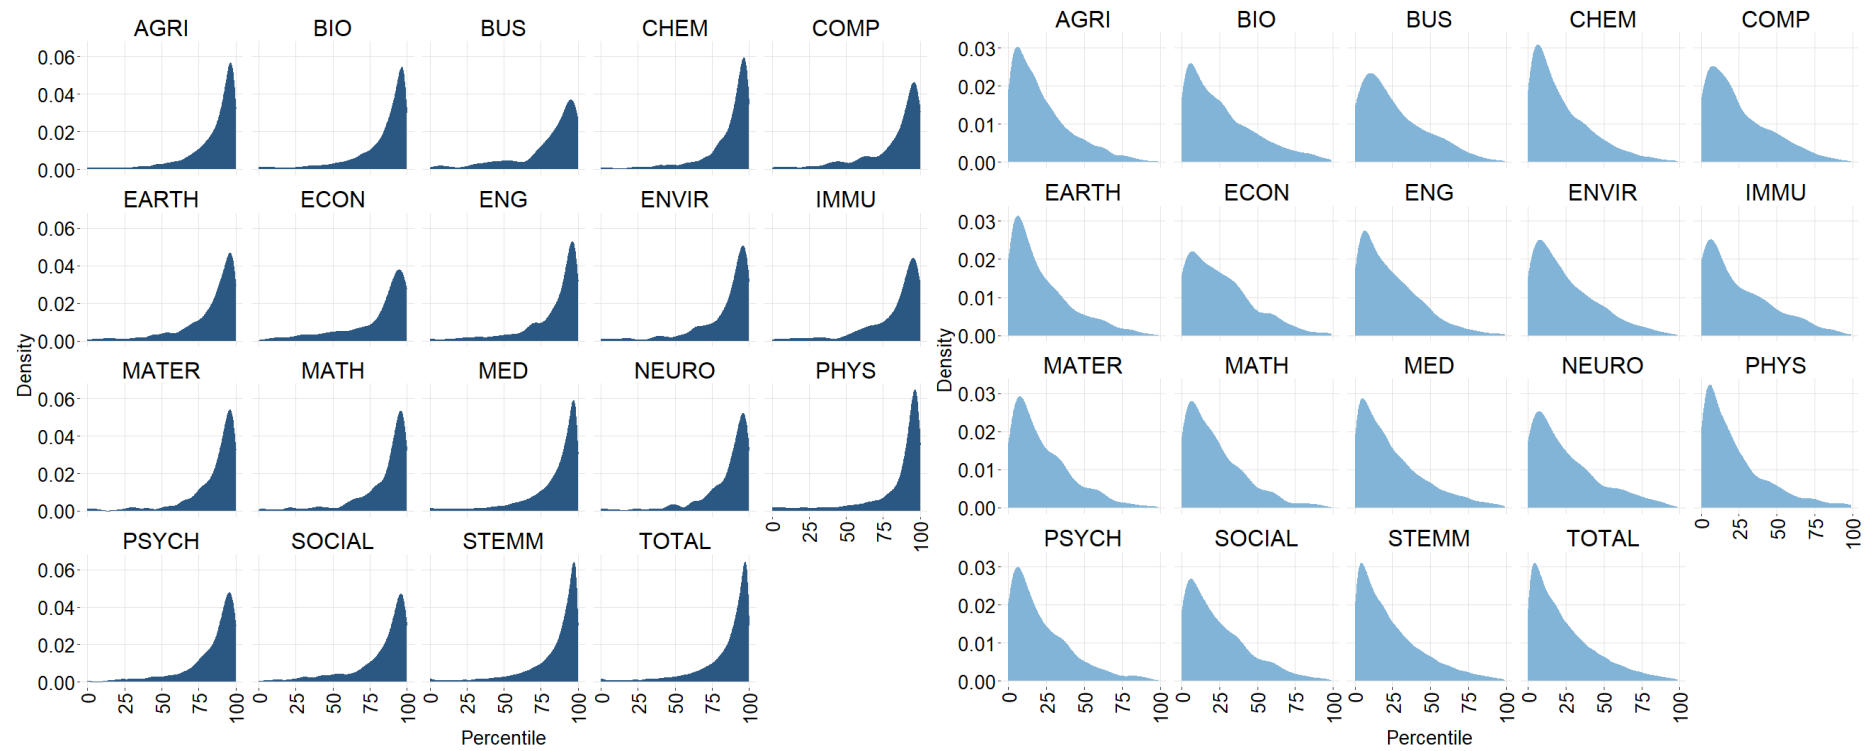 AGRI BIO BUS CHEM COMP
0.06
0.04
0.02
0.00
EARTH ECON ENG ENVIR IMMU
0.06
0.04
0.02
0.00
MATER MATH MED NEURO PHYS
0.06
0.04
0.02
0.00
0 25 50 75 100
PSYCH SOCIAL STEMM TOTAL
0.06
0.04
0.02
0.00
0 25 50 75 100 0 25 50 75 100 0 25 50 75 100 0 25 50 75 100
Density
Percentile
AGRI BIO BUS CHEM COMP
0.03
0.02
0.01
0.00
EARTH ECON ENG ENVIR IMMU
0.03
0.02
0.01
0.00
MATER MATH MED NEURO PHYS
0.03
0.02
0.01
0.00
0 25 50 75 100
PSYCH SOCIAL STEMM TOTAL
0.03
0.02
0.01
0.00
0 25 50 75 100 0 25 50 75 100 0 25 50 75 100 0 25 50 75 100
Density
Percentile